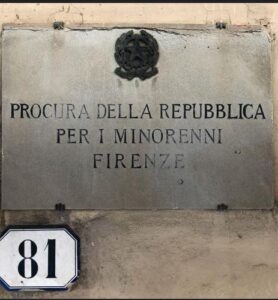 PROCURA DELLA REPUBBLICA
PER I MINORENNI
FIRENZE
81